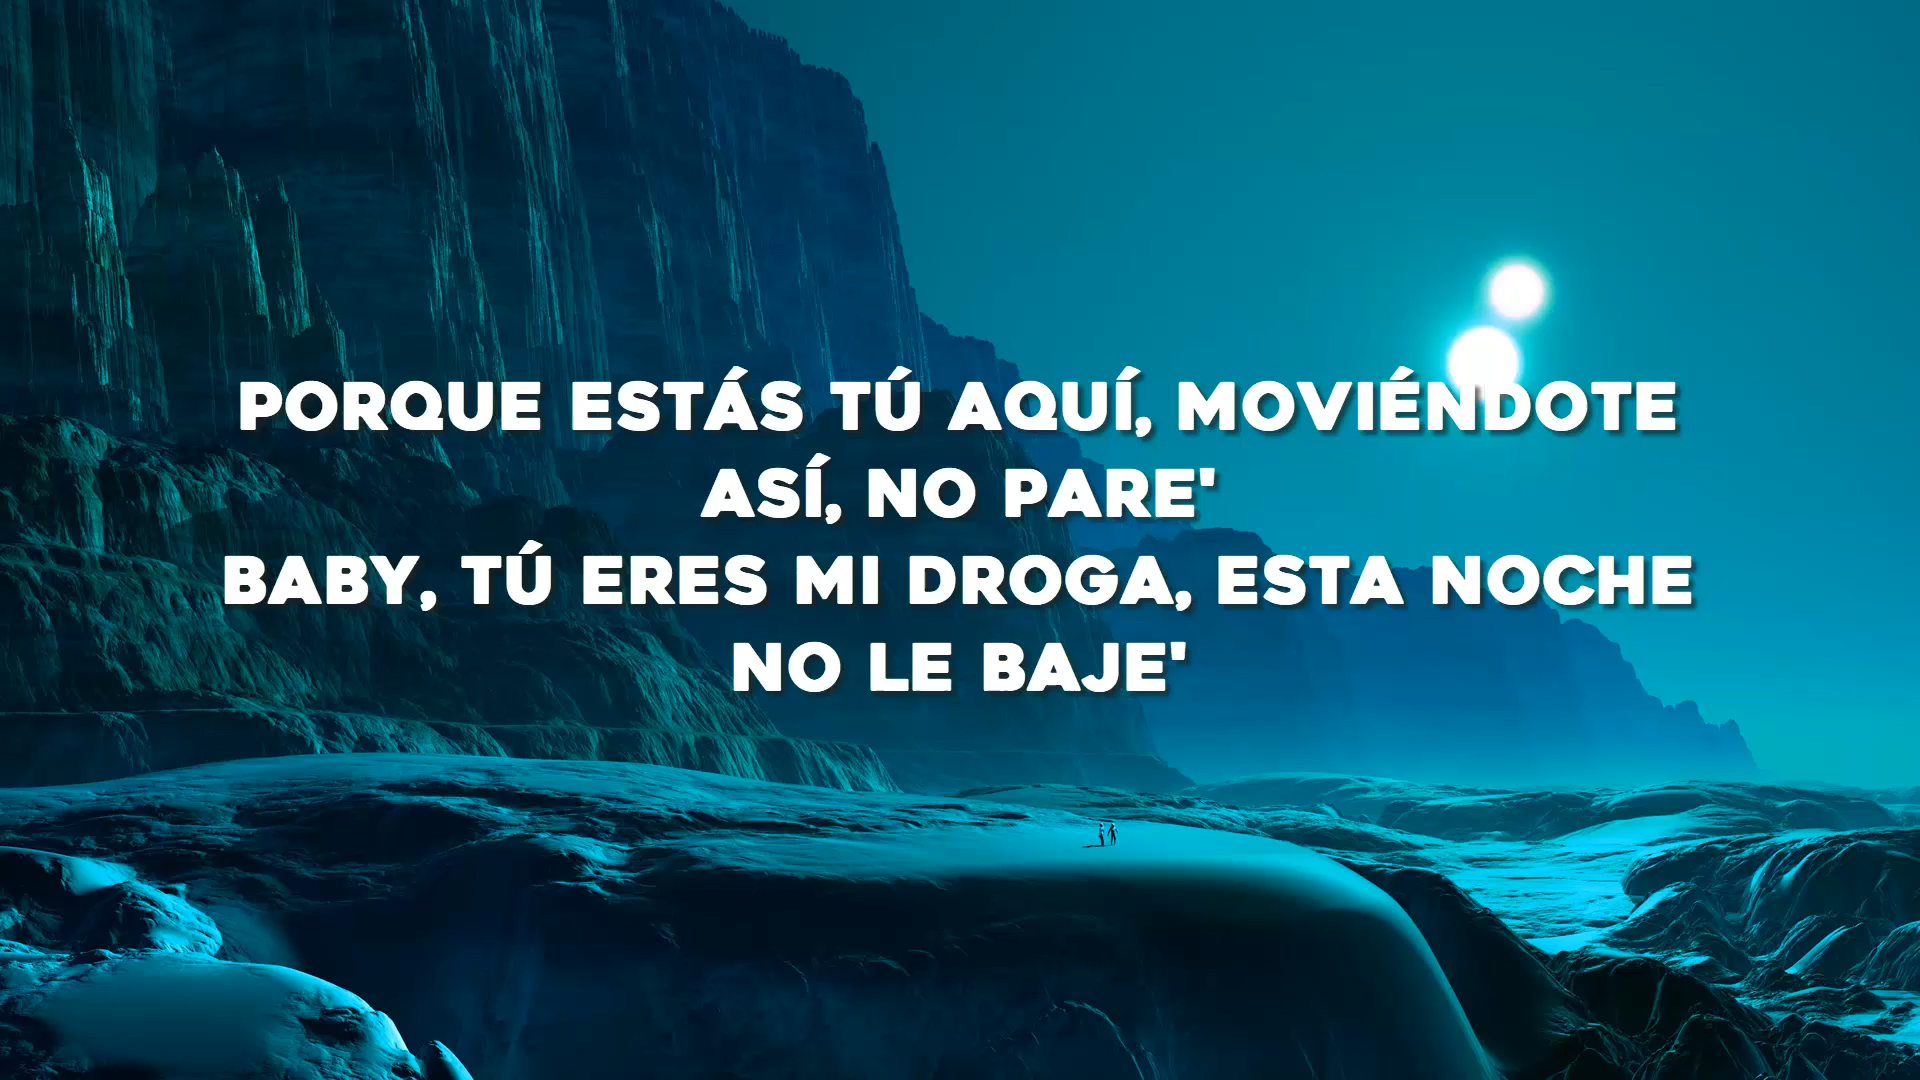 PORQUE ESTÁS TÚ AQUÍ, MOVIÉNDOTE
ASÍ, NO PARE'
BABY, TÚ ERES MI DROGA, ESTA NOCHE
NO LE BAJE'